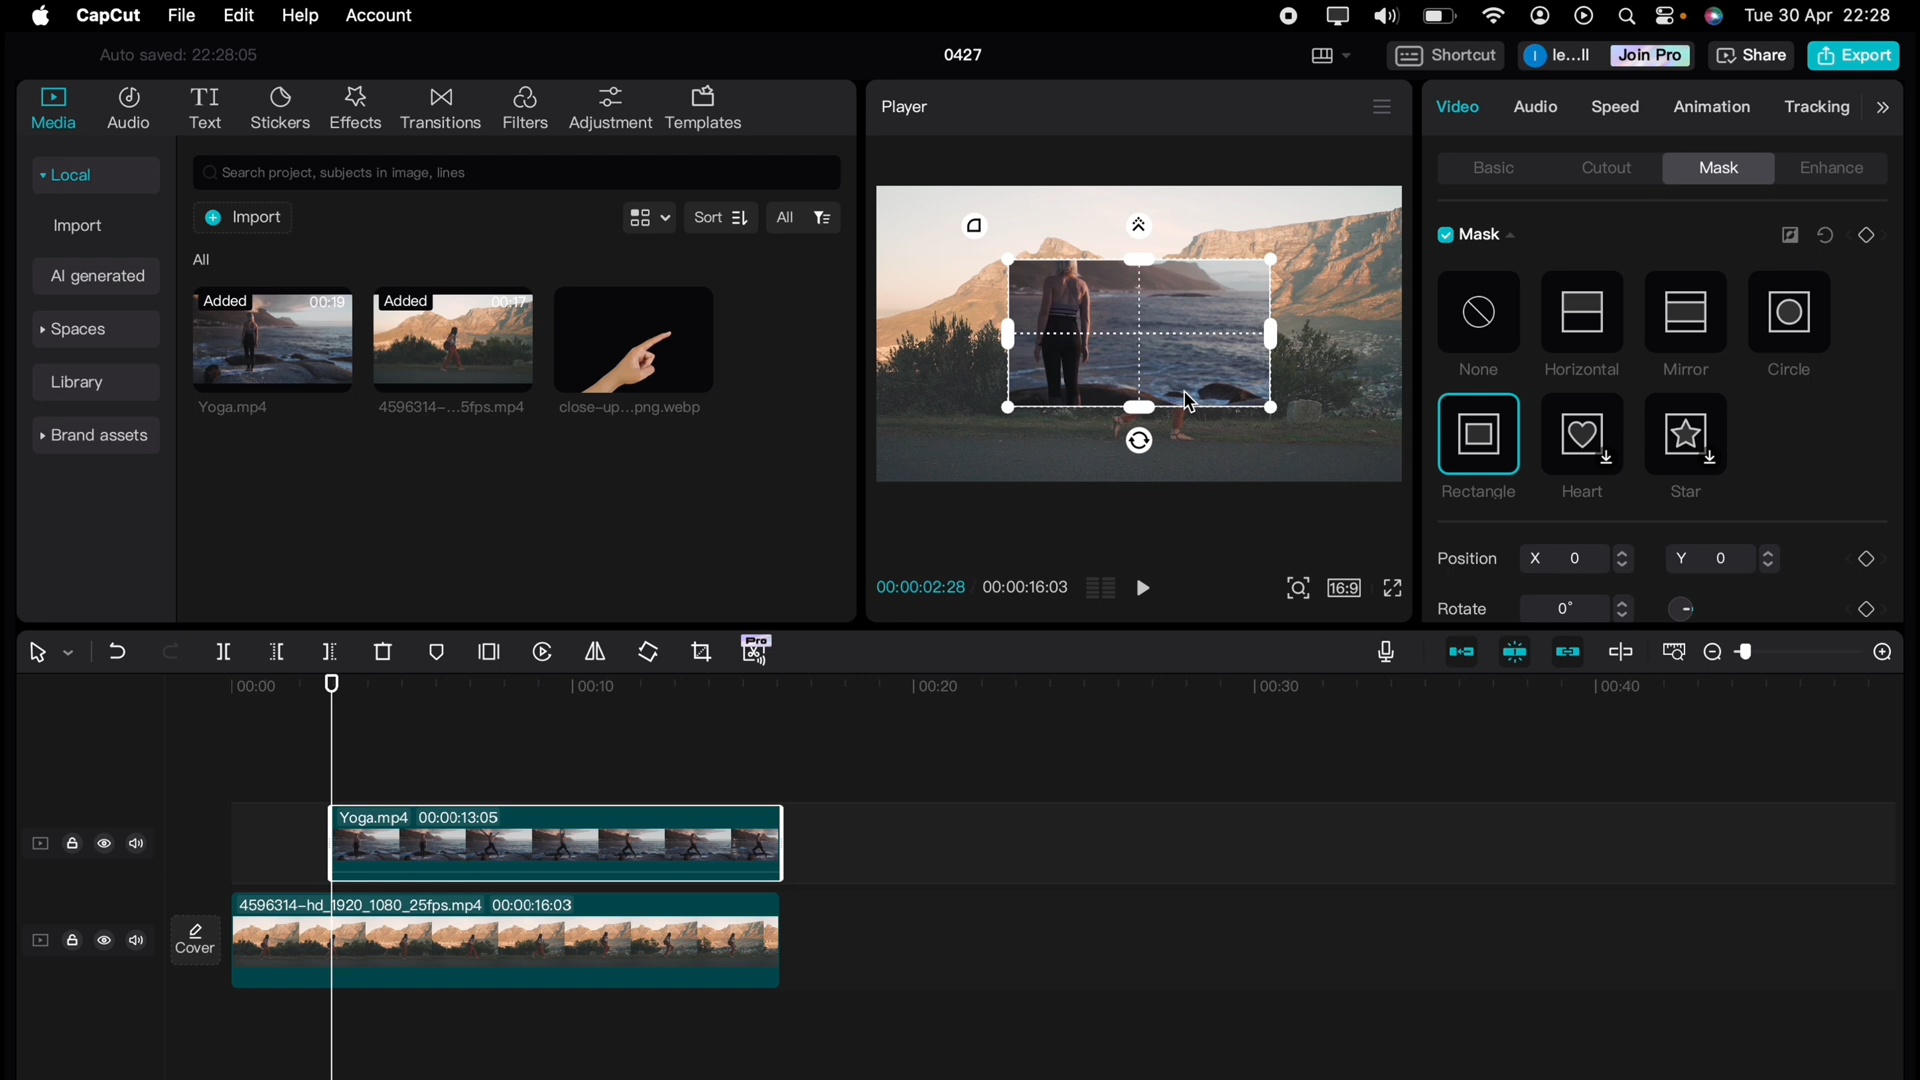 CapCut File Edit Help Account Tue 30 Apr 22:28
Auto saved: 22:28:05 0427 Shortcut le...ll Join Pro Share Export
Media Audio Text Stickers Effects Transitions Filters Adjustment Templates
Local
Import
AI generated
Spaces
Library
Brand assets
Search project, subjects in image, lines
Import Sort All
All
Added 00:19 Added 00:17
Yoga.mp4 4596314-...5fps.mp4 close-up...png.webp
Player
00:00:02:28 / 00:00:16:03 16:9
Video Audio Speed Animation Tracking
Basic Cutout Mask Enhance
Mask
None Horizontal Mirror Circle
Rectangle Heart Star
Position X 0 Y 0
Rotate 0°
Pro
00:00 00:10 00:20 00:30 00:40
Yoga.mp4 00:00:13:05
Cover
4596314-hd_1920_1080_25fps.mp4 00:00:16:03